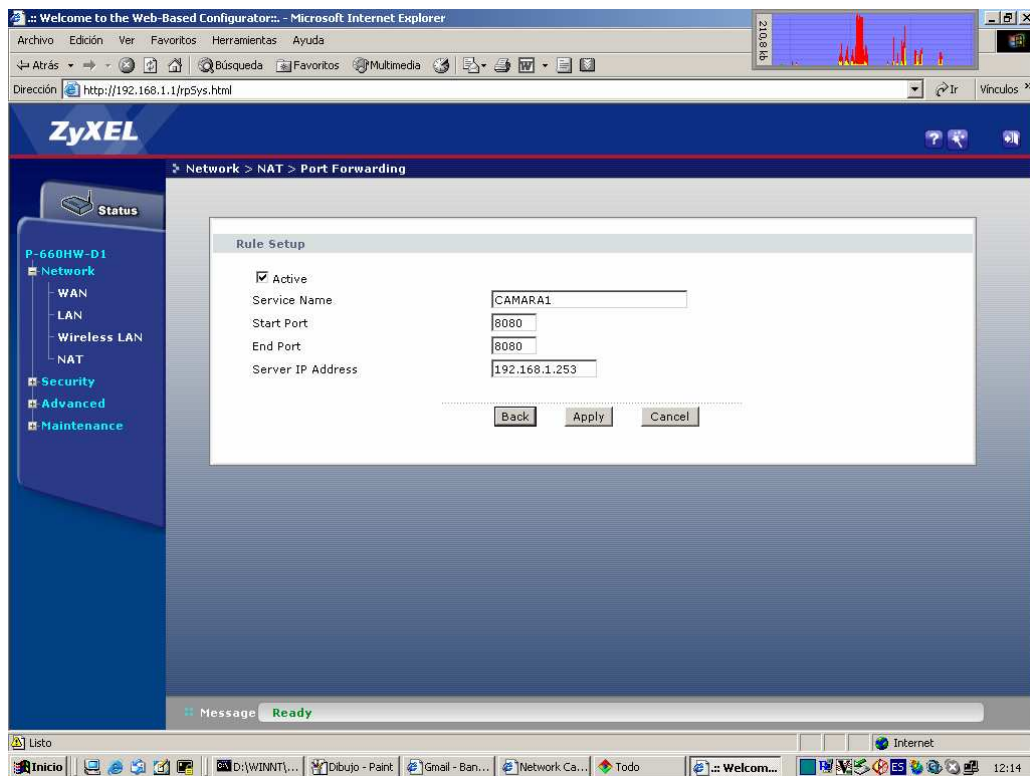 .:: Welcome to the Web-Based Configurator::. - Microsoft Internet Explorer
210,8 kb
Archivo Edición Ver Favoritos Herramientas Ayuda
Atrás Búsqueda Favoritos Multimedia
Dirección http://192.168.1.1/rpSys.html Ir Vínculos »
ZyXEL
Network > NAT > Port Forwarding
Status
P-660HW-D1
Network
WAN
LAN
Wireless LAN
NAT
Security
Advanced
Maintenance
Rule Setup
Active
Service Name CAMARA1
Start Port 8080
End Port 8080
Server IP Address 192.168.1.253
Back Apply Cancel
Message Ready
Listo Internet
Inicio D:\WINNT\... Dibujo - Paint Gmail - Ban... Network Ca... Todo .:: Welcom... ES 12:14